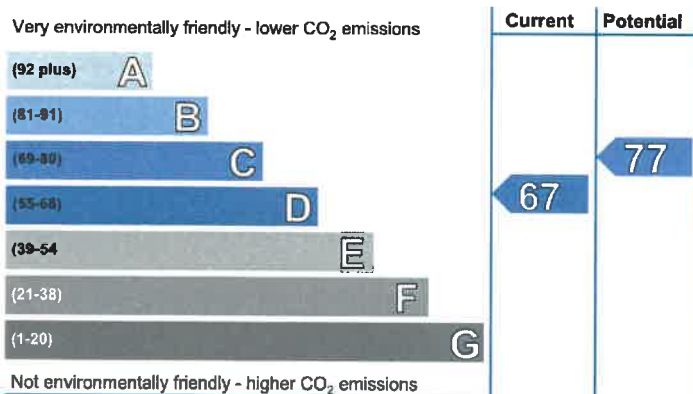 Very environmentally friendly - lower CO₂ emissions
Current
Potential
(92 plus) A
(81-91) B
(69-80) C
77
(55-68) D
67
(39-54 E
(21-38) F
(1-20) G
Not environmentally friendly - higher CO₂ emissions